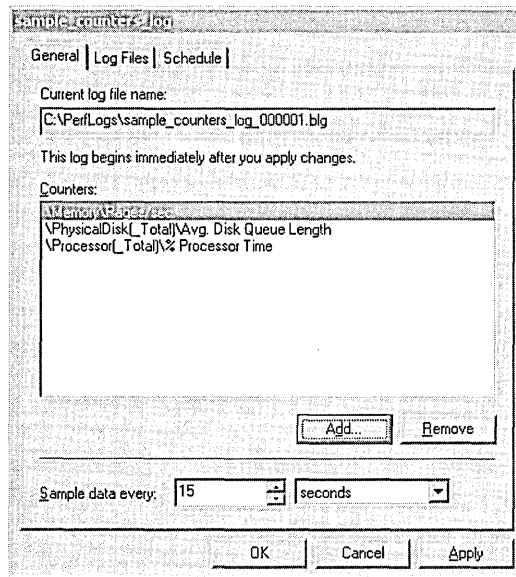 sample_counters_log
General Log Files Schedule
Current log file name:
C:\PerfLogs\sample_counters_log_000001.blg
This log begins immediately after you apply changes.
Counters:
\Memory\Pages/sec
\PhysicalDisk(_Total)\Avg. Disk Queue Length
\Processor(_Total)\% Processor Time
Add... Remove
Sample data every: 15 seconds
OK Cancel Apply